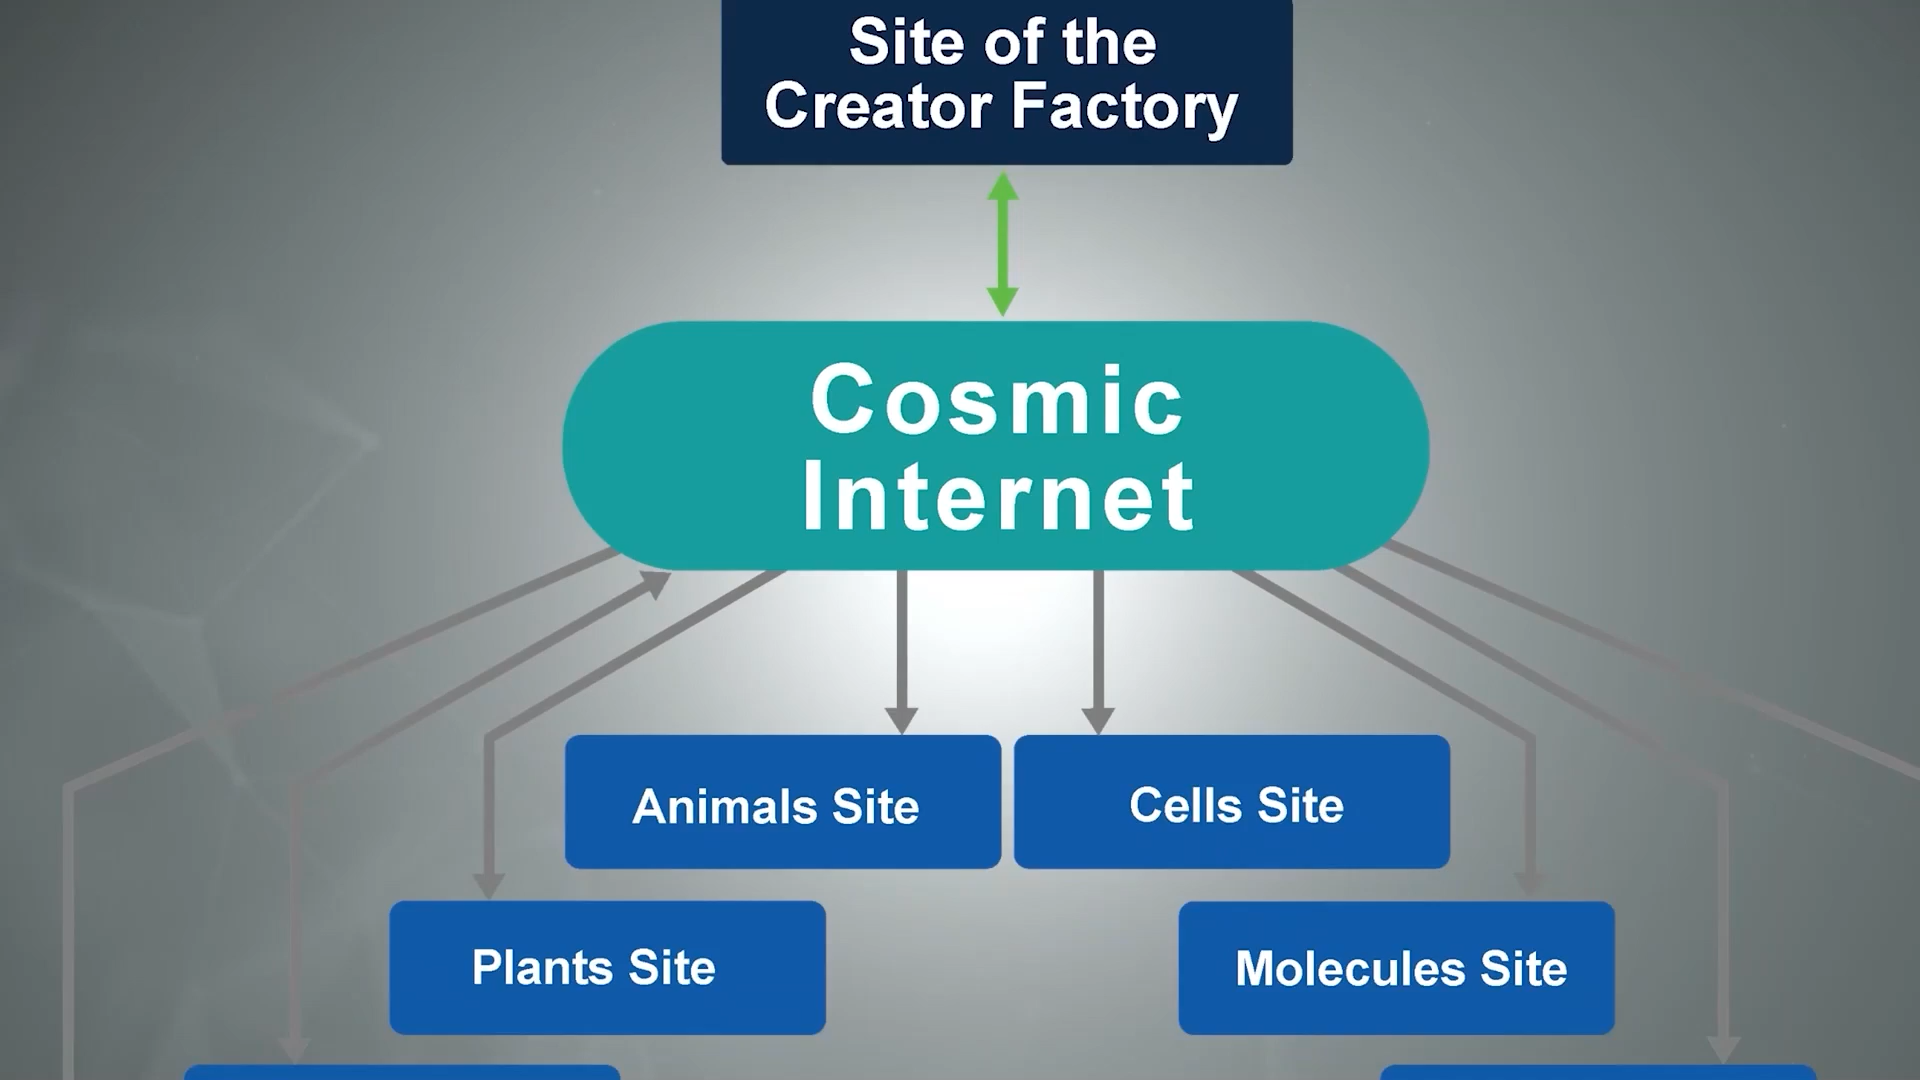 Site of the
Creator Factory
Cosmic
Internet
Animals Site
Cells Site
Plants Site
Molecules Site